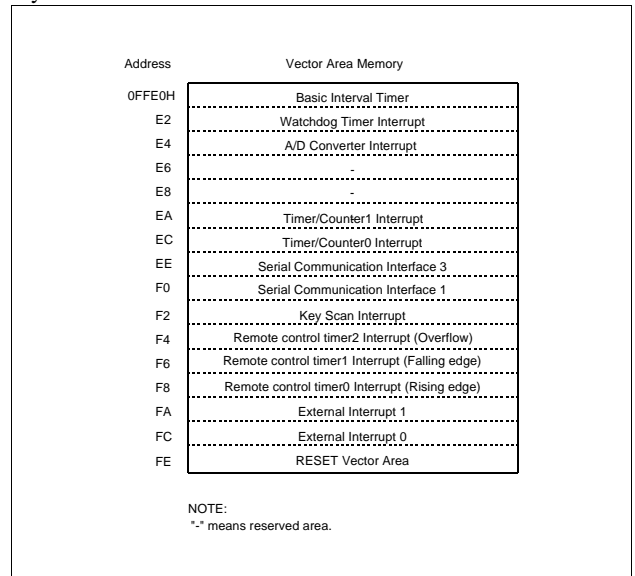 Address Vector Area Memory
0FFE0H Basic Interval Timer
E2 Watchdog Timer Interrupt
E4 A/D Converter Interrupt
E6 -
E8 -
EA Timer/Counter1 Interrupt
EC Timer/Counter0 Interrupt
EE Serial Communication Interface 3
F0 Serial Communication Interface 1
F2 Key Scan Interrupt
F4 Remote control timer2 Interrupt (Overflow)
F6 Remote control timer1 Interrupt (Falling edge)
F8 Remote control timer0 Interrupt (Rising edge)
FA External Interrupt 1
FC External Interrupt 0
FE RESET Vector Area
NOTE:
"-" means reserved area.